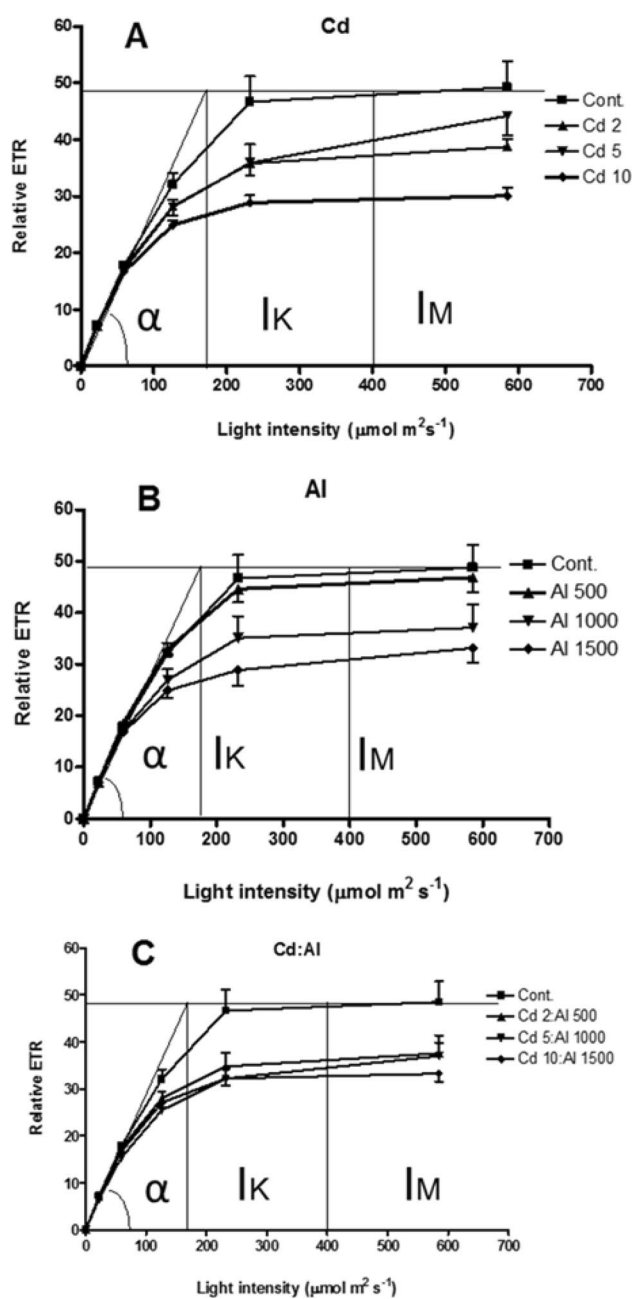 A
Cd
60
50
40
30
20
10
0
Relative ETR
α
IK
IM
Cont.
Cd 2
Cd 5
Cd 10
0 100 200 300 400 500 600 700
Light intensity (μmol m²s⁻¹)
B
Al
60
50
40
30
20
10
0
Relative ETR
α
IK
IM
Cont.
Al 500
Al 1000
Al 1500
0 100 200 300 400 500 600 700
Light intensity (μmol m² s⁻¹)
C
Cd:Al
60
50
40
30
20
10
0
Relative ETR
α
IK
IM
Cont.
Cd 2:Al 500
Cd 5:Al 1000
Cd 10:Al 1500
0 100 200 300 400 500 600 700
Light intensity (μmol m² s⁻¹)